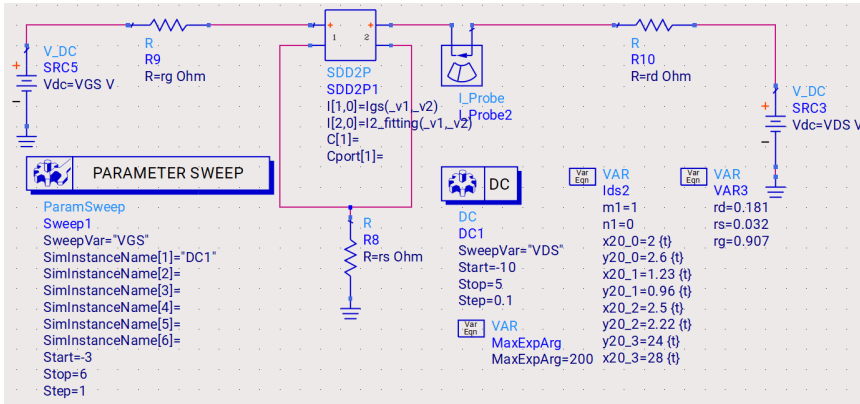 V_DC
SRC5
Vdc=VGS V
R
R9
R=rg Ohm
1
2
SDD2P
SDD2P1
I[1,0]=Igs(_v1,_v2)
I[2,0]=I2_fitting(_v1,_v2)
C[1]=
Cport[1]=
I_Probe
I_Probe2
R
R10
R=rd Ohm
V_DC
SRC3
Vdc=VDS V
PARAMETER SWEEP
ParamSweep
Sweep1
SweepVar="VGS"
SimInstanceName[1]="DC1"
SimInstanceName[2]=
SimInstanceName[3]=
SimInstanceName[4]=
SimInstanceName[5]=
SimInstanceName[6]=
Start=-3
Stop=6
Step=1
R
R8
R=rs Ohm
DC
DC
DC1
SweepVar="VDS"
Start=-10
Stop=5
Step=0.1
Var
Eqn
VAR
MaxExpArg
MaxExpArg=200
Var
Eqn
VAR
Ids2
m1=1
n1=0
x20_0=2 {t}
y20_0=2.6 {t}
x20_1=1.23 {t}
y20_1=0.96 {t}
x20_2=2.5 {t}
y20_2=2.22 {t}
y20_3=24 {t}
x20_3=28 {t}
Var
Eqn
VAR
VAR3
rd=0.181
rs=0.032
rg=0.907